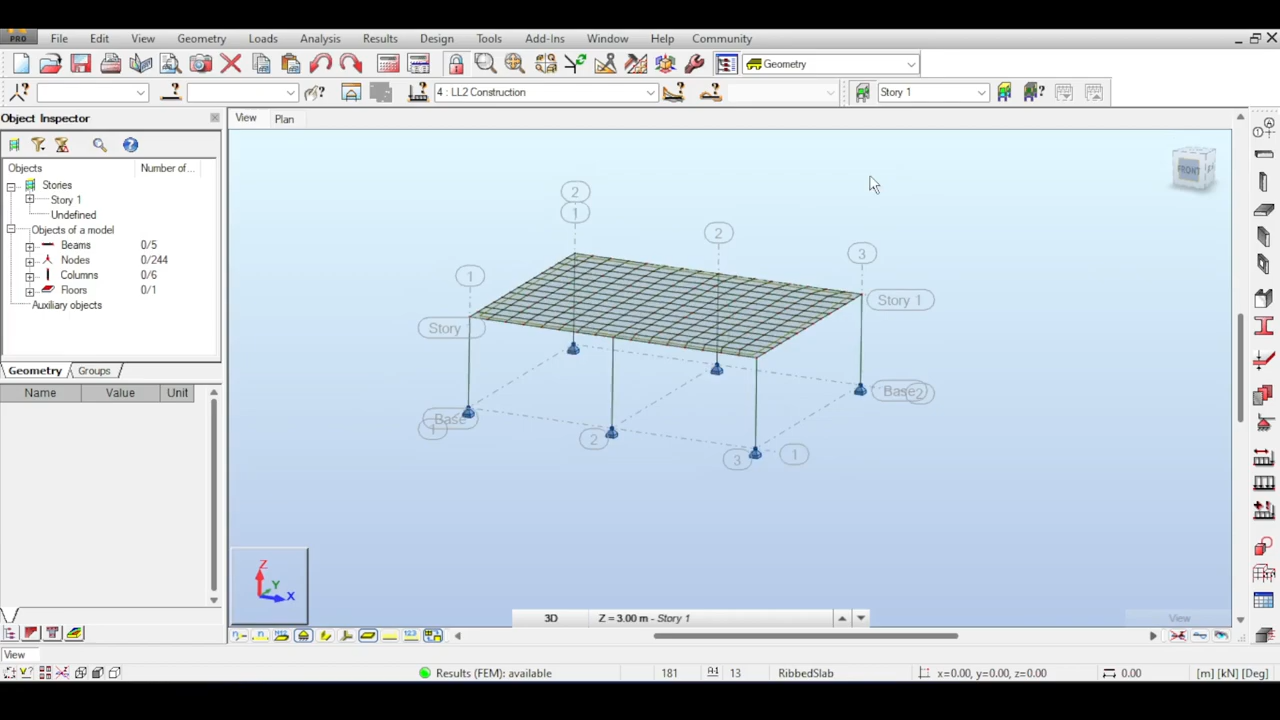 PRO File Edit View Geometry Loads Analysis Results Design Tools Add-Ins Window Help Community
Geometry
4 : LL2 Construction Story 1
Object Inspector
View Plan
FRONT
Objects Number of...
Stories
Story 1
Undefined
Objects of a model
Beams 0/5
Nodes 0/244
Columns 0/6
Floors 0/1
Auxiliary objects
Geometry Groups
Name Value Unit
2
1
2
3
1
Story 1
Story
Base
1
2
3
1
Base
2
Z
Y
X
3D Z = 3.00 m - Story 1
View
View
Results (FEM): available 181 13 RibbedSlab x=0.00, y=0.00, z=0.00 0.00 [m] [kN] [Deg]